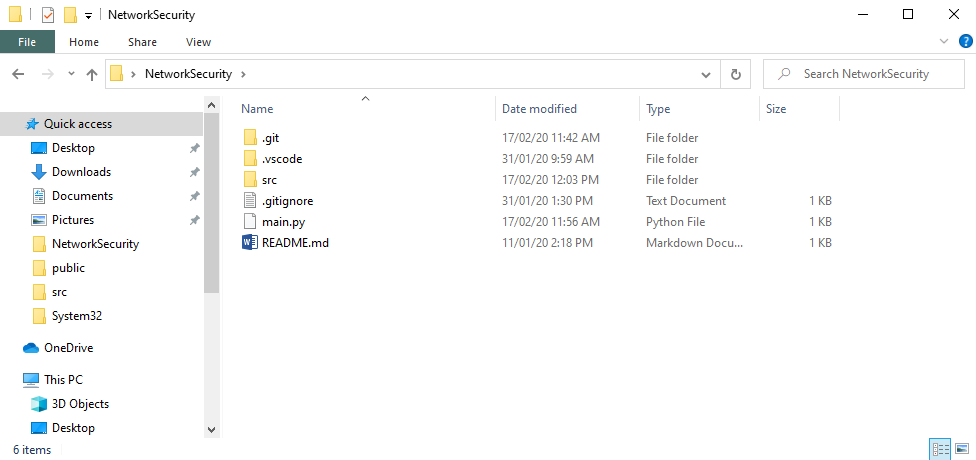 NetworkSecurity
File Home Share View
NetworkSecurity Search NetworkSecurity
Name Date modified Type Size
Quick access
Desktop
Downloads
Documents
Pictures
NetworkSecurity
public
src
System32
OneDrive
This PC
3D Objects
Desktop
.git 17/02/20 11:42 AM File folder
.vscode 31/01/20 9:59 AM File folder
src 17/02/20 12:03 PM File folder
.gitignore 31/01/20 1:30 PM Text Document 1 KB
main.py 17/02/20 11:56 AM Python File 1 KB
README.md 11/01/20 2:18 PM Markdown Docu... 1 KB
6 items